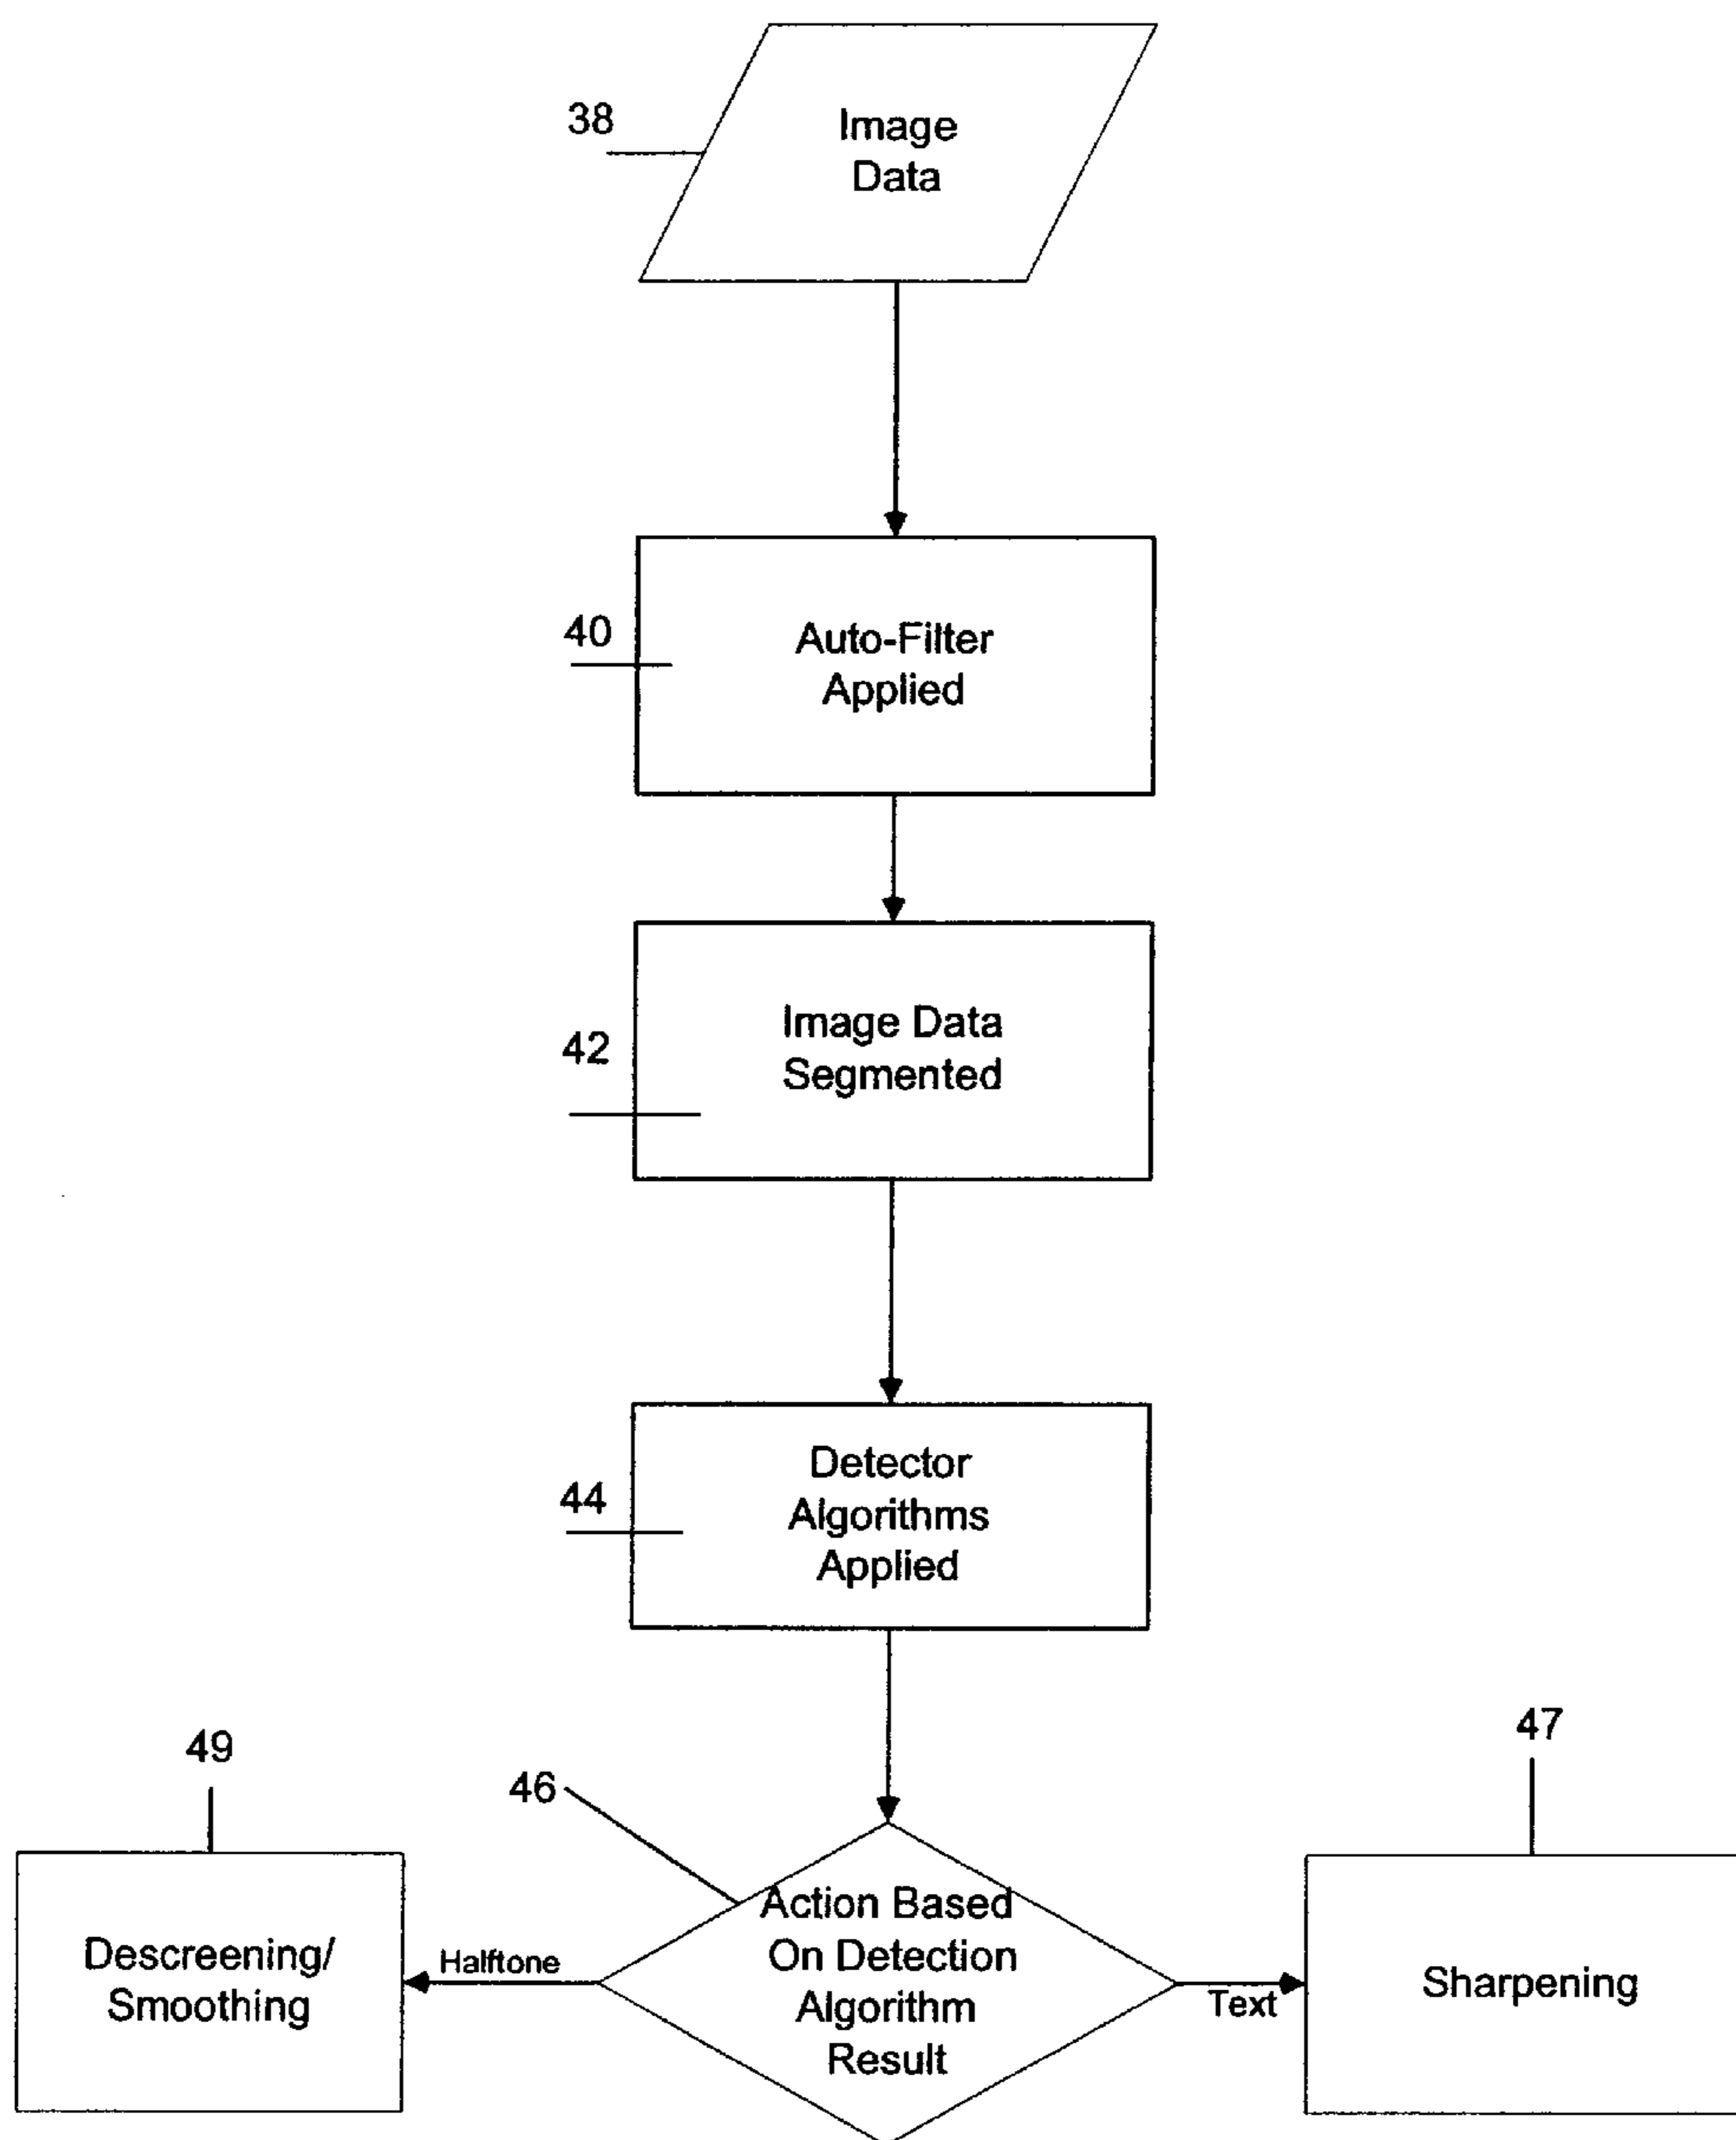 38
Image
Data
40
Auto-Filter
Applied
42
Image Data
Segmented
44
Detector
Algorithms
Applied
49
46
47
Descreening/
Smoothing
Halftone
Action Based
On Detection
Algorithm
Result
Text
Sharpening